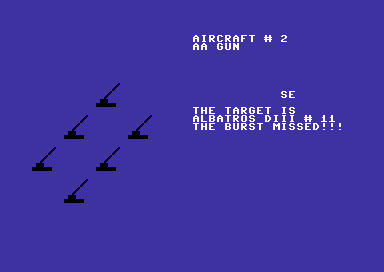 AIRCRAFT # 2
AA GUN
SE
THE TARGET IS
ALBATROS DIII # 11
THE BURST MISSED!!!